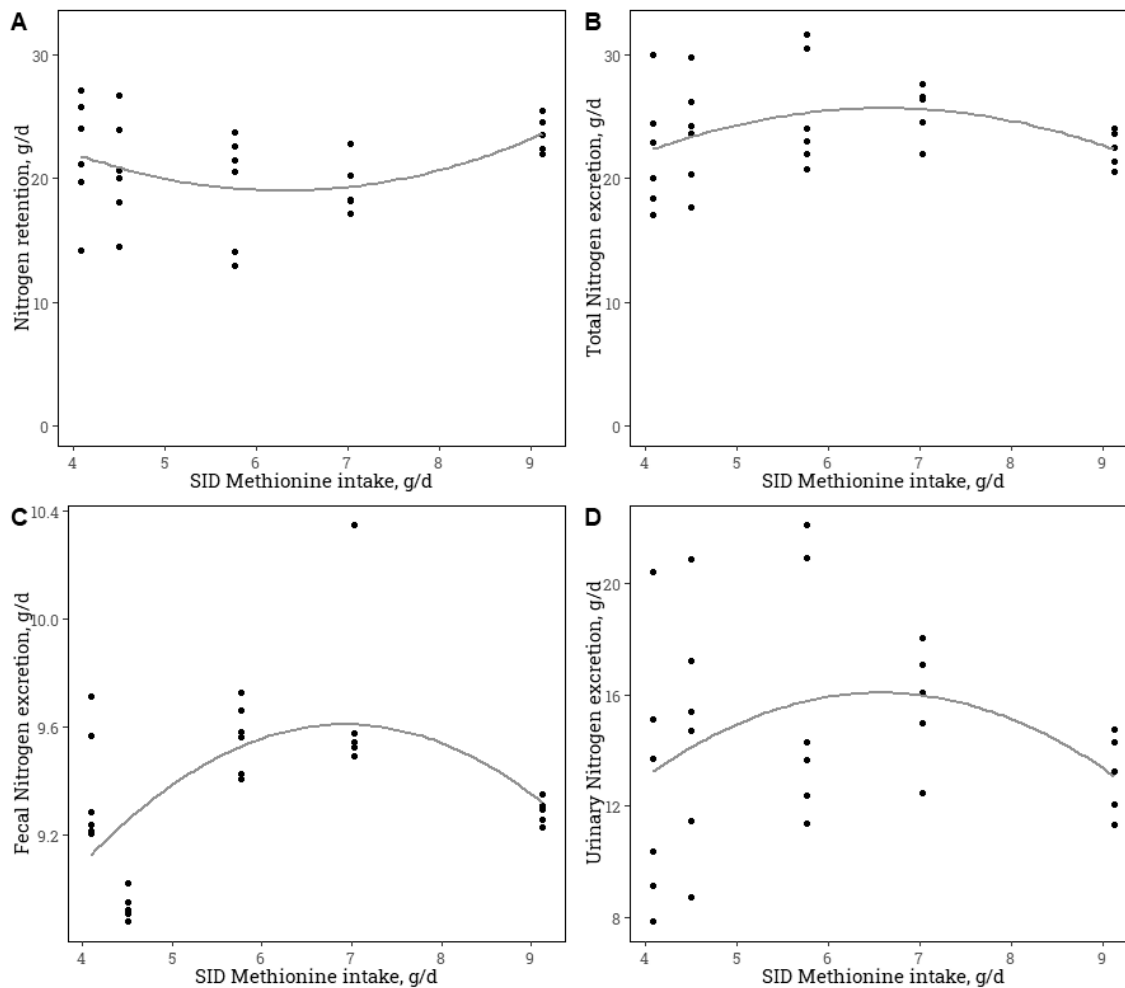 A
Nitrogen retention, g/d
30
20
10
0
4 5 6 7 8 9
SID Methionine intake, g/d
B
Total Nitrogen excretion, g/d
30
20
10
0
4 5 6 7 8 9
SID Methionine intake, g/d
C
Fecal Nitrogen excretion, g/d
10.4
10.0
9.6
9.2
4 5 6 7 8 9
SID Methionine intake, g/d
D
Urinary Nitrogen excretion, g/d
20
16
12
8
4 5 6 7 8 9
SID Methionine intake, g/d